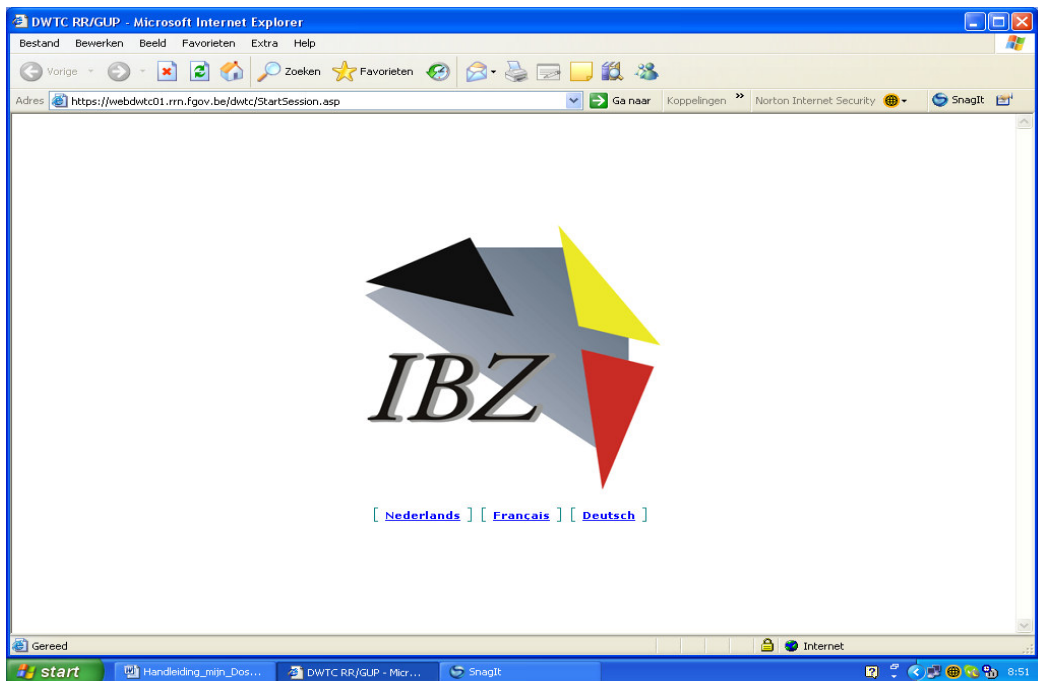 DWTC RR/GUP - Microsoft Internet Explorer
Bestand Bewerken Beeld Favorieten Extra Help
Vorige Zoeken Favorieten
Adres https://webdwtc01.rrn.fgov.be/dwtc/StartSession.asp Ga naar Koppelingen » Norton Internet Security SnagIt
IBZ
[ Nederlands ] [ Français ] [ Deutsch ]
Gereed Internet
start Handleiding_mijn_Dos... DWTC RR/GUP - Micr... SnagIt 8:51